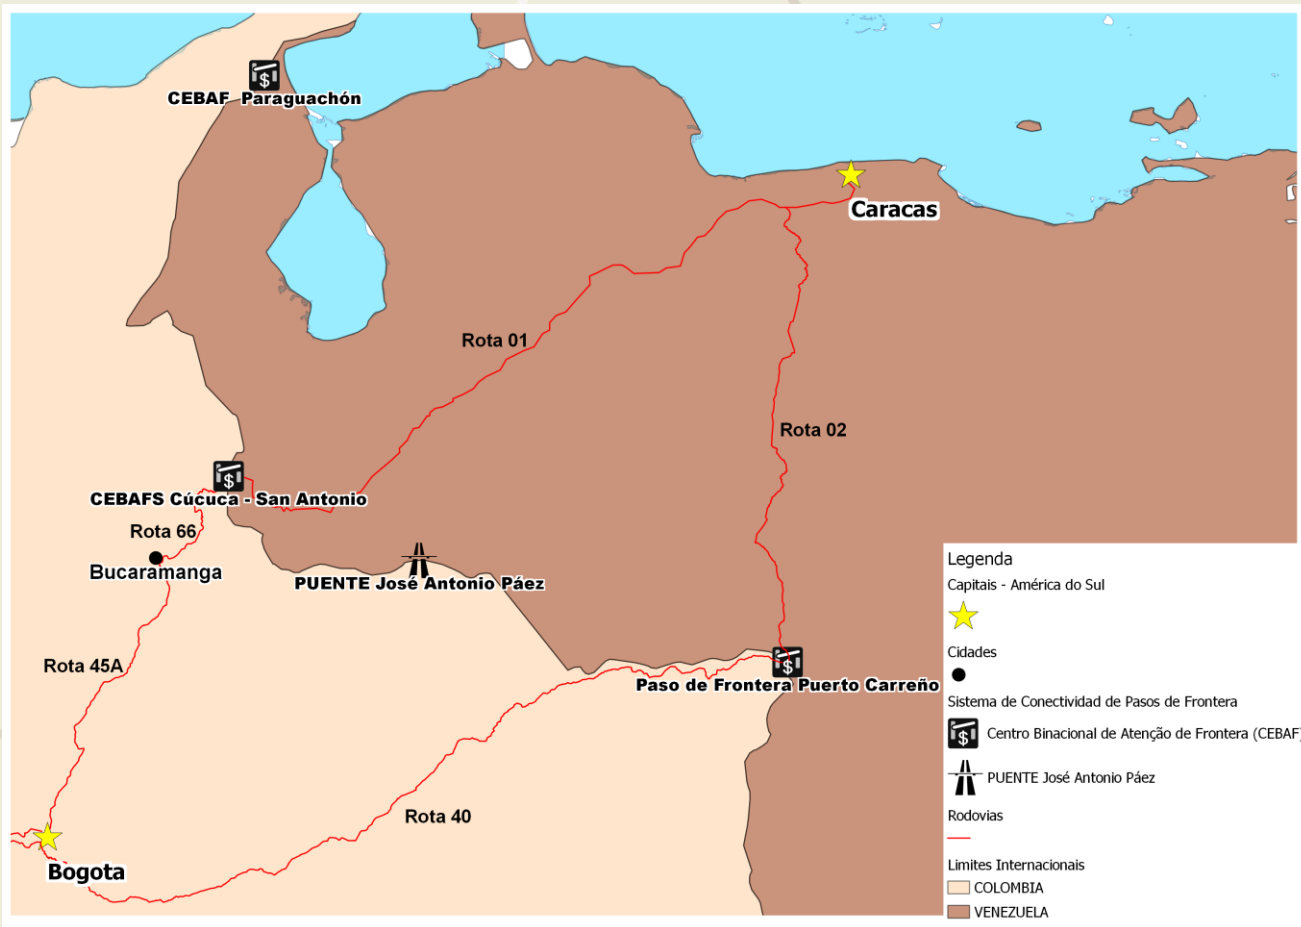 CEBAF Paraguachón
Caracas
Rota 01
Rota 02
CEBAFS Cúcuca - San Antonio
Rota 66
Bucaramanga
PUENTE José Antonio Páez
Rota 45A
Paso de Frontera Puerto Carreño
Rota 40
Bogota
Legenda
Capitais - América do Sul
Cidades
Sistema de Conectividad de Pasos de Frontera
Centro Binacional de Atenção de Frontera (CEBAF)
PUENTE José Antonio Páez
Rodovias
Limites Internacionais
COLOMBIA
VENEZUELA